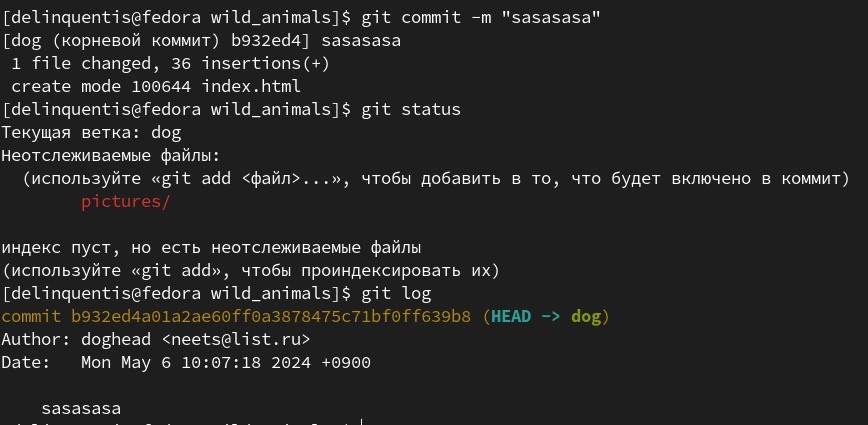 [delinquentis@fedora wild_animals]$ git commit -m "sasasasa"
[dog (корневой коммит) b932ed4] sasasasa
 1 file changed, 36 insertions(+)
 create mode 100644 index.html
[delinquentis@fedora wild_animals]$ git status
Текущая ветка: dog
Неотслеживаемые файлы:
  (используйте «git add <файл>...», чтобы добавить в то, что будет включено в коммит)
        pictures/
индекс пуст, но есть неотслеживаемые файлы
(используйте «git add», чтобы проиндексировать их)
[delinquentis@fedora wild_animals]$ git log
commit b932ed4a01a2ae60ff0a3878475c71bf0ff639b8 (HEAD -> dog)
Author: doghead <neets@list.ru>
Date:   Mon May 6 10:07:18 2024 +0900
    sasasasa